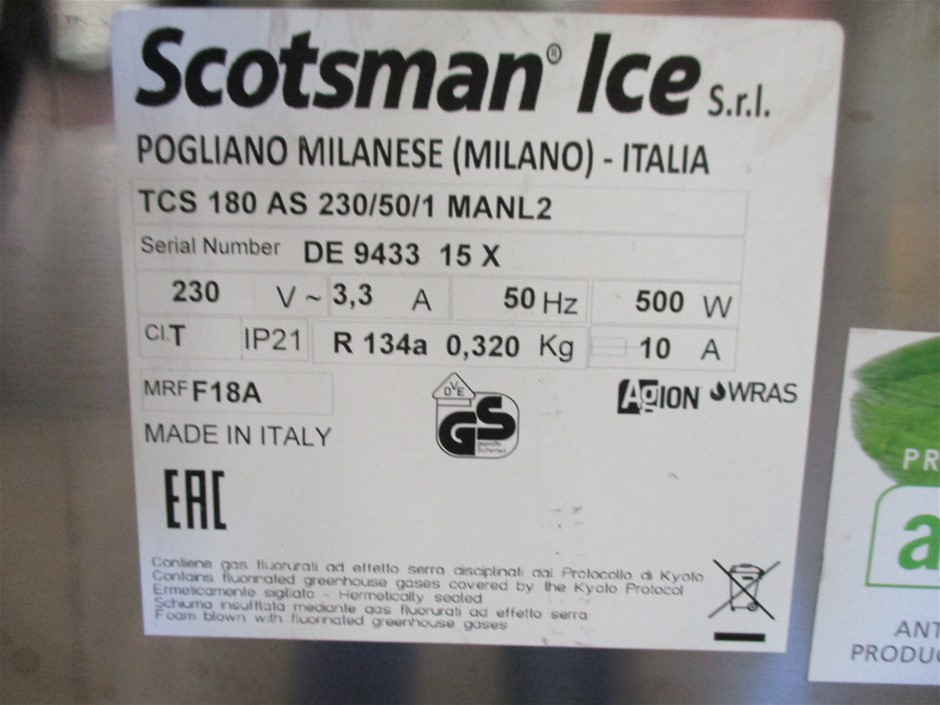 Scotsman® Ice S.r.l.
POGLIANO MILANESE (MILANO) - ITALIA
TCS 180 AS 230/50/1 MANL2
Serial Number DE 9433 15 X
230 V ~ 3,3 A 50 Hz 500 W
Cl.T IP21 R 134a 0,320 Kg 10 A
MRF F18A
DVE
GS
geprüfte
Sicherheit
AgION WRAS
MADE IN ITALY
EAC
Contiene gas fluorurati ad effetto serra disciplinati dal Protocollo di Kyoto
Contains fluorinated greenhouse gases covered by the Kyoto Protocol
Ermeticamente sigillato - Hermetically sealed
Schiuma insufflata mediante gas fluorurati ad effetto serra
Foam blown with fluorinated greenhouse gases
PR
a
ANT
PRODU